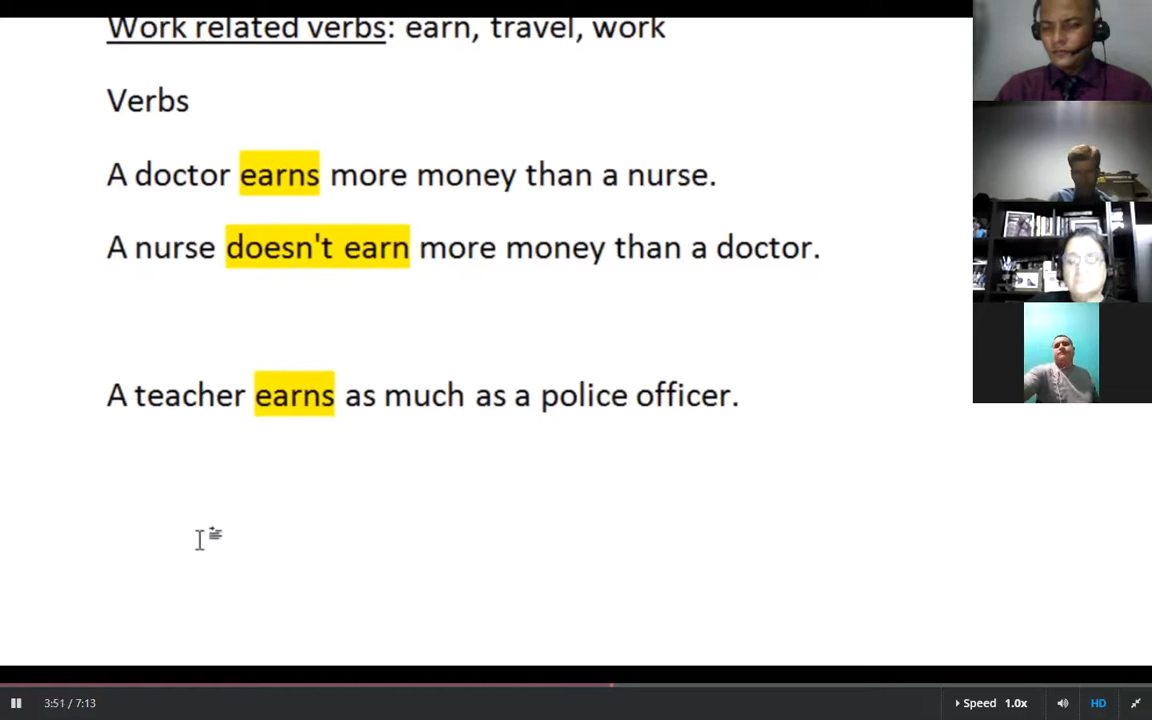 Work related verbs: earn, travel, work
Verbs
A doctor earns more money than a nurse.
A nurse doesn't earn more money than a doctor.
A teacher earns as much as a police officer.
3:51 / 7:13
Speed 1.0x
HD